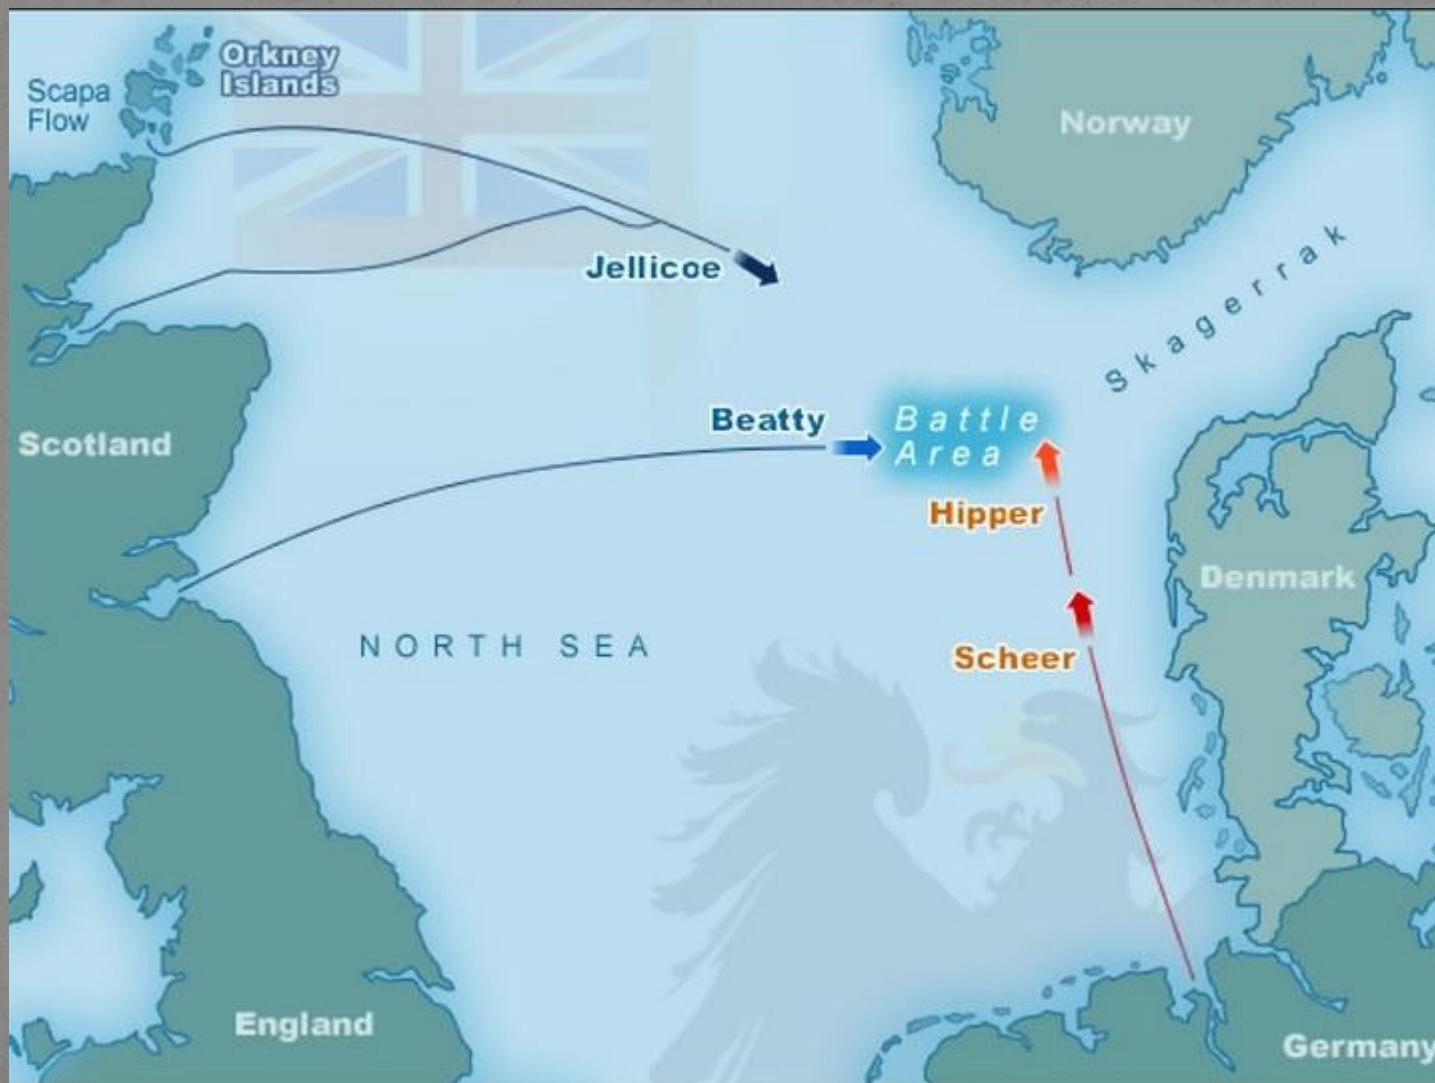 Orkney
Islands
Scapa
Flow
Norway
Jellicoe
Skagerrak
Beatty
Battle
Area
Scotland
Hipper
Denmark
NORTH SEA
Scheer
England
Germany